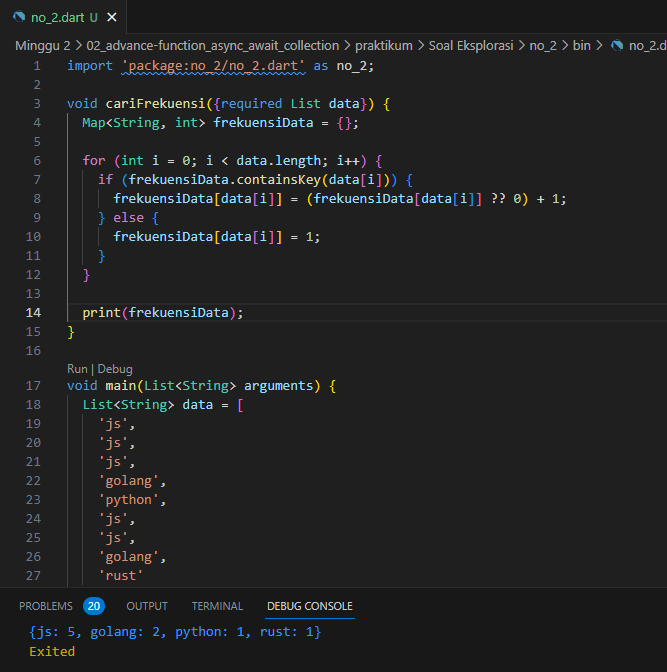 no_2.dart U
Minggu 2 > 02_advance-function_async_await_collection > praktikum > Soal Eksplorasi > no_2 > bin > no_2.d
1 import 'package:no_2/no_2.dart' as no_2;
2
3 void cariFrekuensi({required List data}) {
4 Map<String, int> frekuensiData = {};
5
6 for (int i = 0; i < data.length; i++) {
7 if (frekuensiData.containsKey(data[i])) {
8 frekuensiData[data[i]] = (frekuensiData[data[i]] ?? 0) + 1;
9 } else {
10 frekuensiData[data[i]] = 1;
11 }
12 }
13
14 print(frekuensiData);
15 }
16
Run | Debug
17 void main(List<String> arguments) {
18 List<String> data = [
19 'js',
20 'js',
21 'js',
22 'golang',
23 'python',
24 'js',
25 'js',
26 'golang',
27 'rust'
PROBLEMS 20 OUTPUT TERMINAL DEBUG CONSOLE
{js: 5, golang: 2, python: 1, rust: 1}
Exited